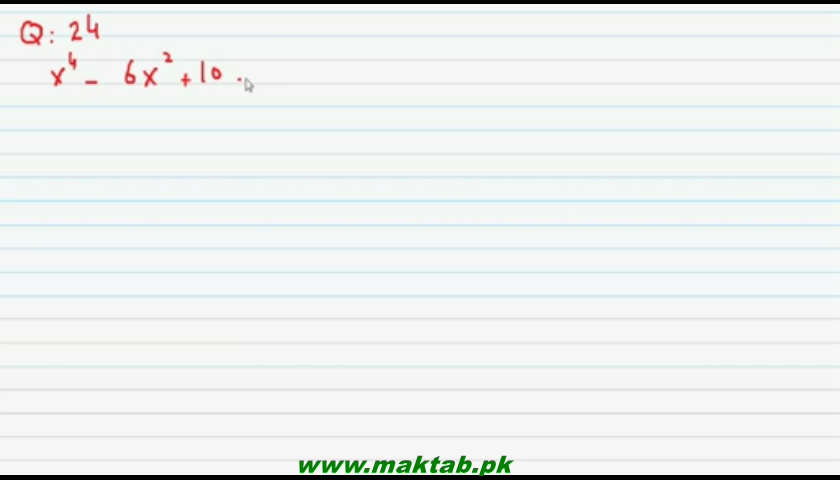 Q: 24
x⁴ - 6x² + 10 .
www.maktab.pk